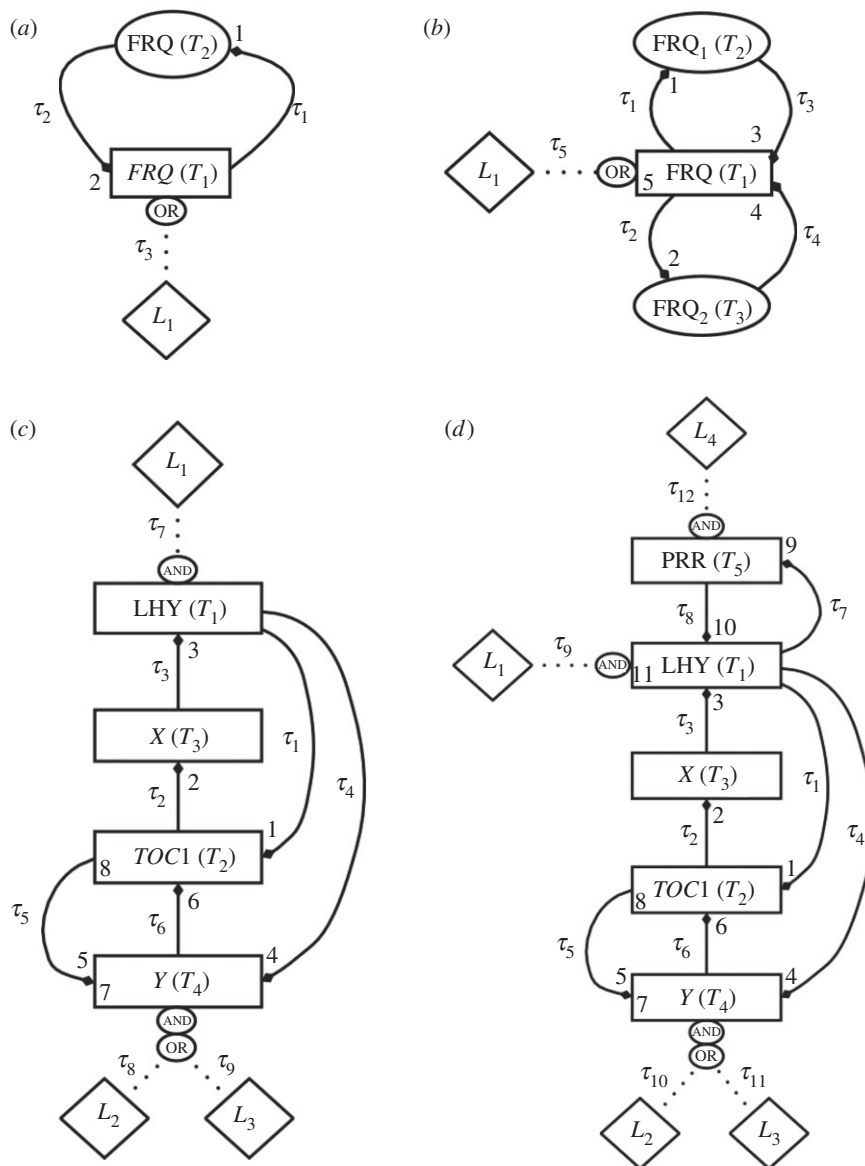 (a)
1
FRQ (T₂)
τ₂
τ₁
2
FRQ (T₁)
OR
τ₃
L₁
(b)
FRQ₁ (T₂)
1
τ₁
τ₃
τ₅
3
L₁
OR
5
FRQ (T₁)
4
τ₂
τ₄
2
FRQ₂ (T₃)
(c)
L₁
τ₇
AND
LHY (T₁)
3
τ₃
X (T₃)
τ₁
τ₄
2
τ₂
1
TOC1 (T₂)
8
6
τ₅
τ₆
5
4
Y (T₄)
7
AND
OR
τ₈
τ₉
L₂
L₃
(d)
L₄
τ₁₂
AND
9
PRR (T₅)
τ₈
τ₇
10
τ₉
L₁
AND
11
LHY (T₁)
3
τ₃
X (T₃)
τ₁
τ₄
2
τ₂
1
TOC1 (T₂)
8
6
τ₅
τ₆
5
4
Y (T₄)
7
AND
OR
τ₁₀
τ₁₁
L₂
L₃